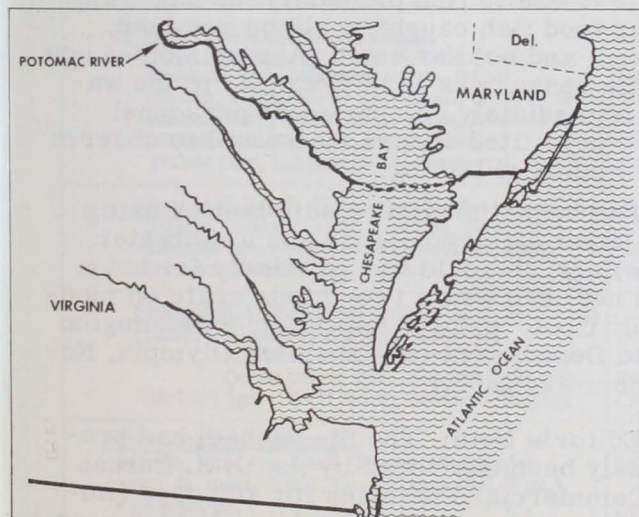 Del.
POTOMAC RIVER
MARYLAND
CHESAPEAKE BAY
VIRGINIA
ATLANTIC OCEAN